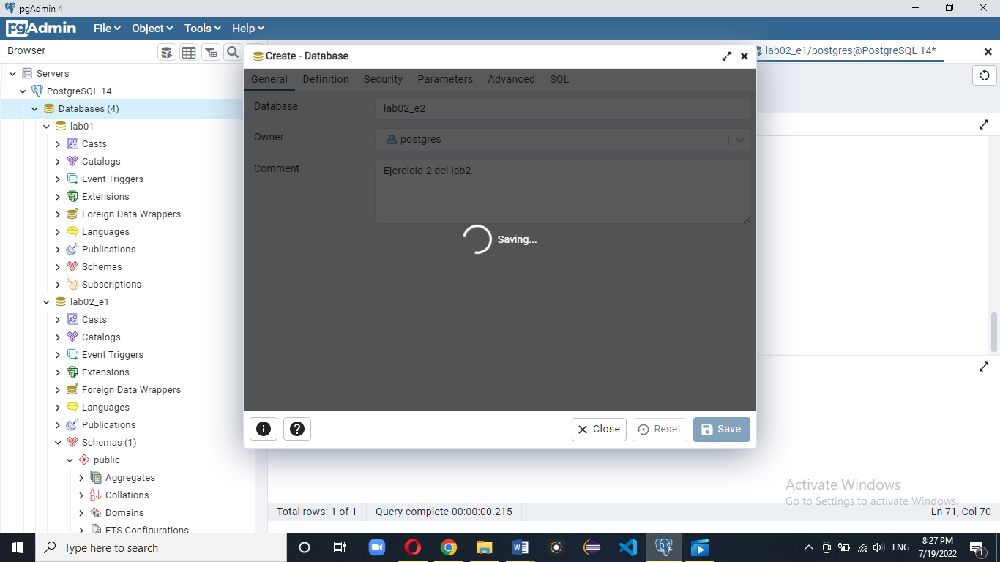 pgAdmin 4
pgAdmin
File Object Tools Help
Browser
Servers
PostgreSQL 14
Databases (4)
lab01
Casts
Catalogs
Event Triggers
Extensions
Foreign Data Wrappers
Languages
Publications
Schemas
Subscriptions
lab02_e1
Casts
Catalogs
Event Triggers
Extensions
Foreign Data Wrappers
Languages
Publications
Schemas (1)
public
Aggregates
Collations
Domains
FTS Configurations
Create - Database
General Definition Security Parameters Advanced SQL
Database lab02_e2
Owner postgres
Comment Ejercicio 2 del lab2
Saving...
Close Reset Save
lab02_e1/postgres@PostgreSQL 14*
Activate Windows
Go to Settings to activate Windows.
Total rows: 1 of 1 Query complete 00:00:00.215 Ln 71, Col 70
Type here to search
ENG
8:27 PM
7/19/2022
1